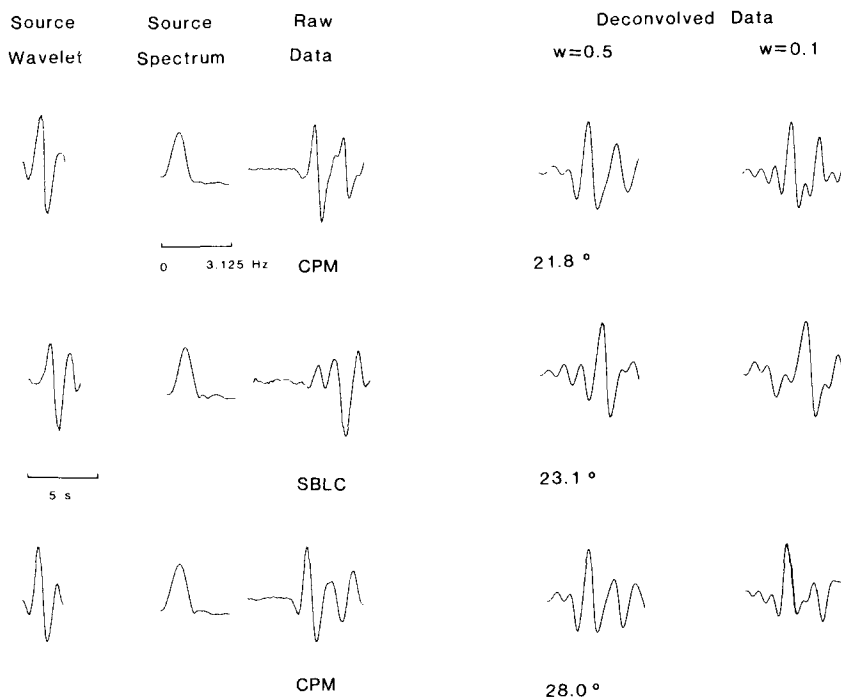 Source Source Raw Deconvolved Data
Wavelet Spectrum Data w=0.5 w=0.1
0 3.125 Hz CPM 21.8 °
SBLC 23.1 °
5 s
CPM 28.0 °